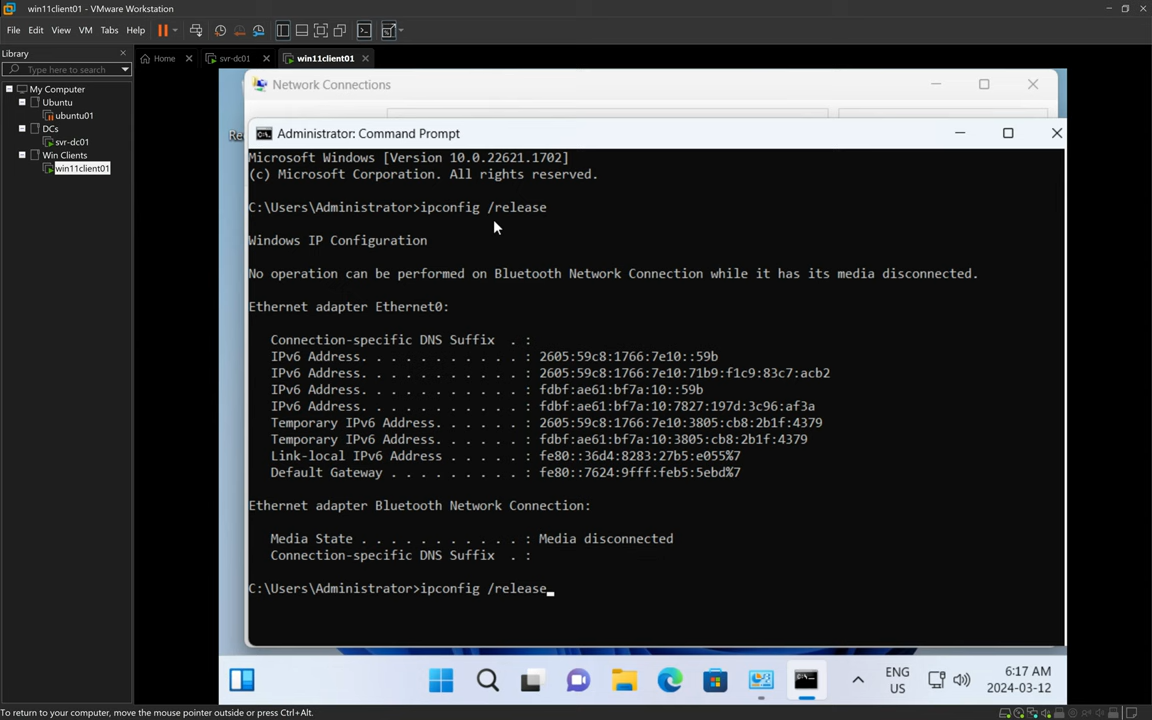 win11client01 - VMware Workstation
File Edit View VM Tabs Help
Library
Type here to search
My Computer
Ubuntu
ubuntu01
DCs
svr-dc01
Win Clients
win11client01
Home
svr-dc01
win11client01
Network Connections
Administrator: Command Prompt
Microsoft Windows [Version 10.0.22621.1702]
(c) Microsoft Corporation. All rights reserved.
C:\Users\Administrator>ipconfig /release
Windows IP Configuration
No operation can be performed on Bluetooth Network Connection while it has its media disconnected.
Ethernet adapter Ethernet0:
Connection-specific DNS Suffix . :
IPv6 Address. . . . . . . . . . . : 2605:59c8:1766:7e10::59b
IPv6 Address. . . . . . . . . . . : 2605:59c8:1766:7e10:71b9:f1c9:83c7:acb2
IPv6 Address. . . . . . . . . . . : fdbf:ae61:bf7a:10::59b
IPv6 Address. . . . . . . . . . . : fdbf:ae61:bf7a:10:7827:197d:3c96:af3a
Temporary IPv6 Address. . . . . . : 2605:59c8:1766:7e10:3805:cb8:2b1f:4379
Temporary IPv6 Address. . . . . . : fdbf:ae61:bf7a:10:3805:cb8:2b1f:4379
Link-local IPv6 Address . . . . . : fe80::36d4:8283:27b5:e055%7
Default Gateway . . . . . . . . . : fe80::7624:9fff:feb5:5ebd%7
Ethernet adapter Bluetooth Network Connection:
Media State . . . . . . . . . . . : Media disconnected
Connection-specific DNS Suffix . :
C:\Users\Administrator>ipconfig /release
ENG
US
6:17 AM
2024-03-12
To return to your computer, move the mouse pointer outside or press Ctrl+Alt.